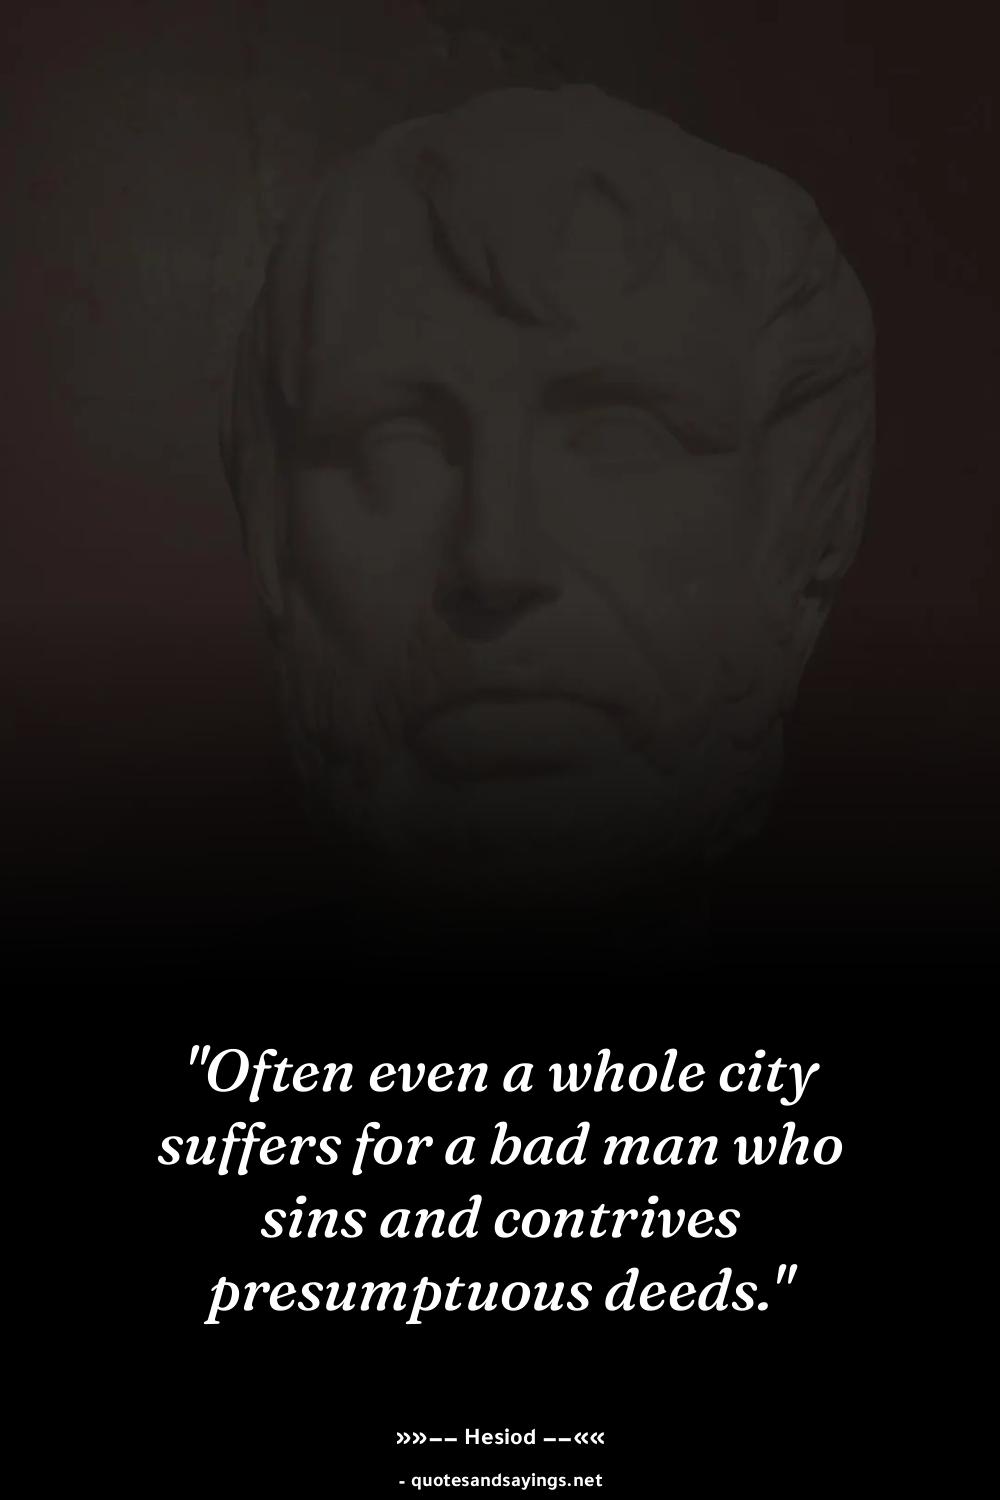 "Often even a whole city
suffers for a bad man who
sins and contrives
presumptuous deeds."
»»–– Hesiod ––««
- quotesandsayings.net